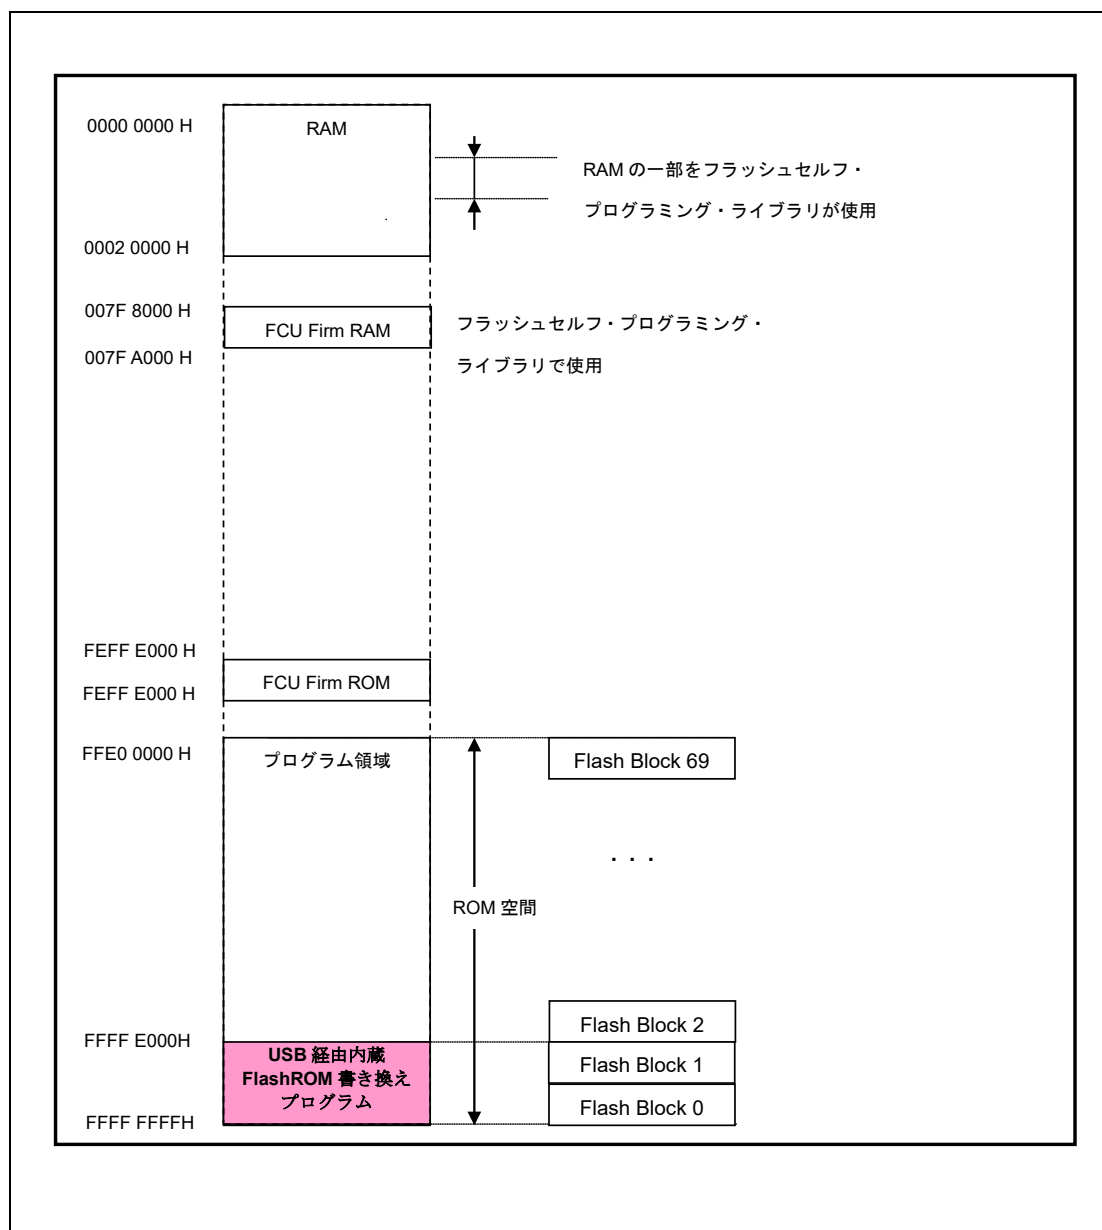 0000 0000 H
RAM
RAM の一部をフラッシュセルフ・
プログラミング・ライブラリが使用
0002 0000 H
007F 8000 H
FCU Firm RAM
フラッシュセルフ・プログラミング・
007F A000 H
ライブラリで使用
FEFF E000 H
FCU Firm ROM
FEFF E000 H
FFE0 0000 H
プログラム領域
Flash Block 69
・・・
ROM 空間
Flash Block 2
FFFF E000H
USB 経由内蔵
FlashROM 書き換え
プログラム
Flash Block 1
Flash Block 0
FFFF FFFFH